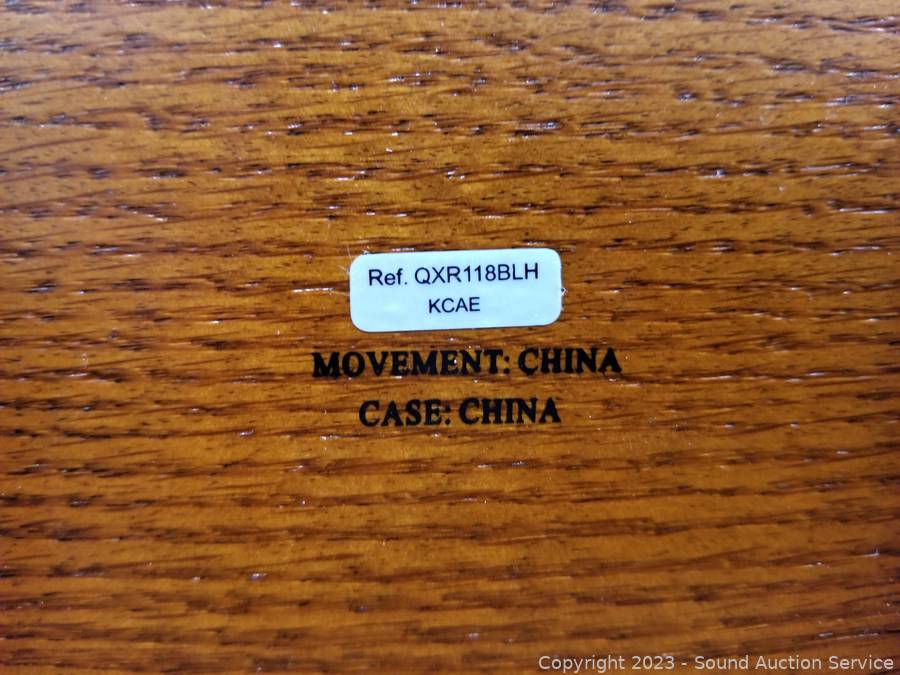 Ref. QXR118BLH
KCAE
MOVEMENT: CHINA
CASE: CHINA
Copyright 2023 - Sound Auction Service